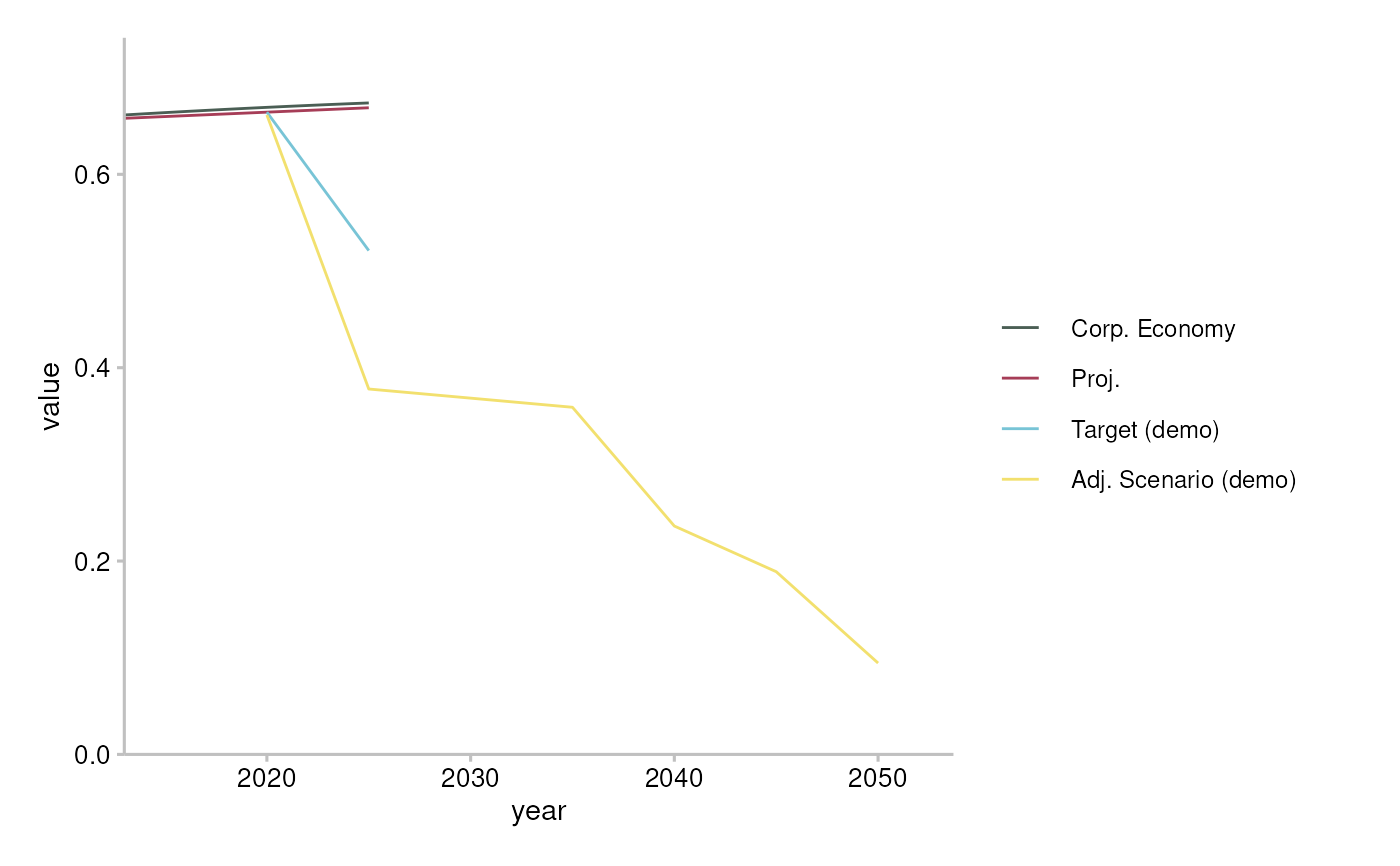 value
0.6
0.4
0.2
0.0
2020 2030 2040 2050
year
Corp. Economy
Proj.
Target (demo)
Adj. Scenario (demo)